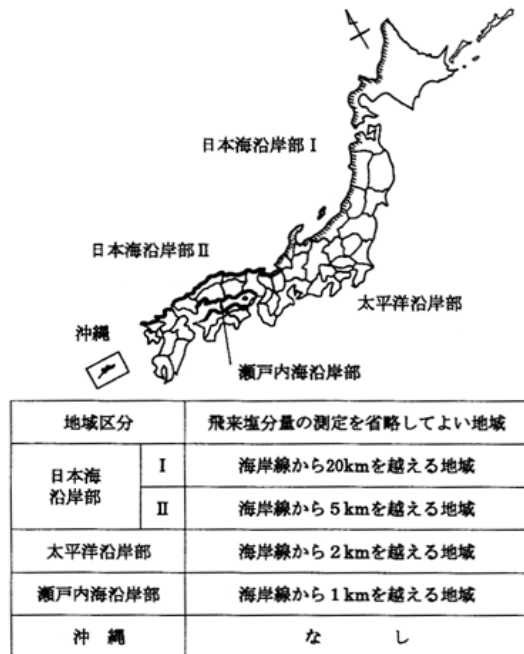 日本海沿岸部Ⅰ
日本海沿岸部Ⅱ
太平洋沿岸部
沖縄
瀬戸内海沿岸部
地域区分 飛来塩分量の測定を省略してよい地域
日本海沿岸部 Ⅰ 海岸線から20kmを越える地域
Ⅱ 海岸線から5kmを越える地域
太平洋沿岸部 海岸線から2kmを越える地域
瀬戸内海沿岸部 海岸線から1kmを越える地域
沖縄 なし